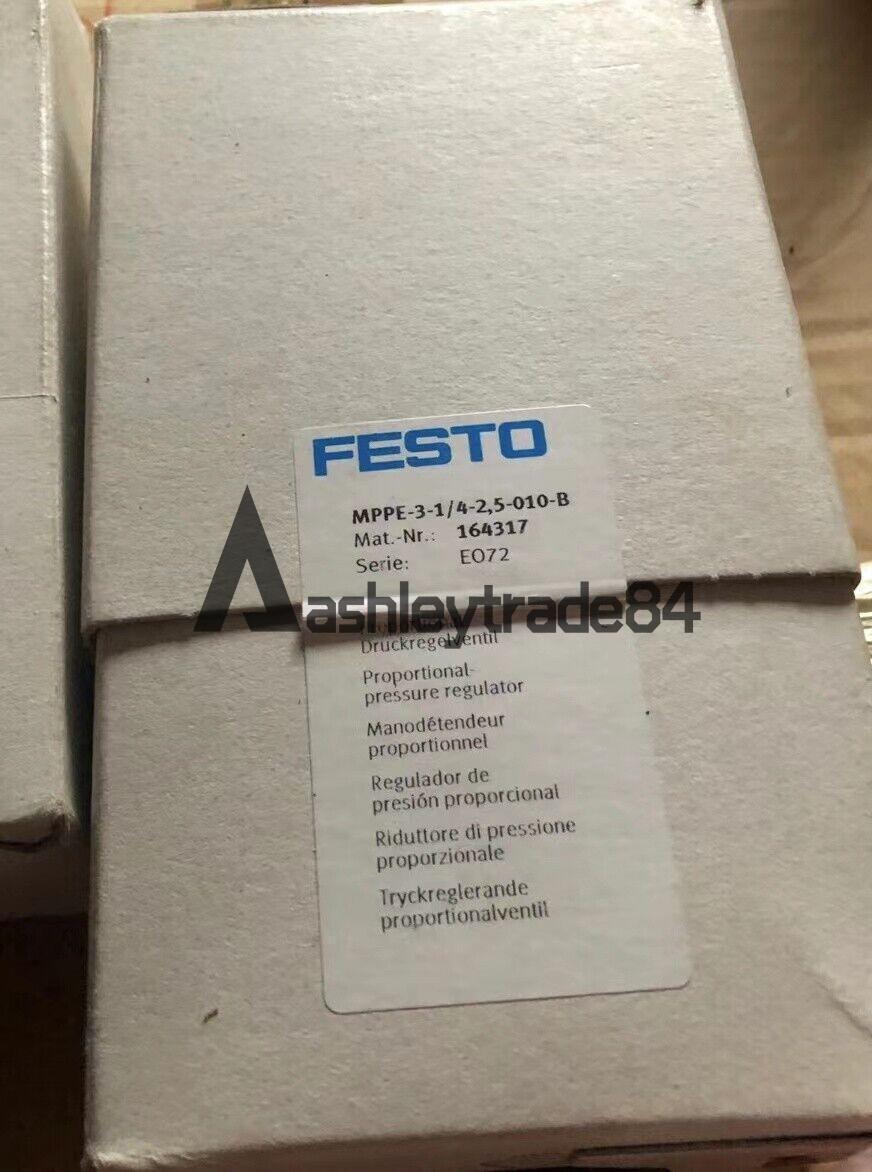 FESTO
MPPE-3-1/4-2,5-010-B
Mat.-Nr.: 164317
Serie: EO72
ashleytrade84
Druckregelventil
Proportional-
pressure regulator
Manodétendeur
proportionnel
Regulador de
presión proporcional
Riduttore di pressione
proporzionale
Tryckreglerande
proportionalventil